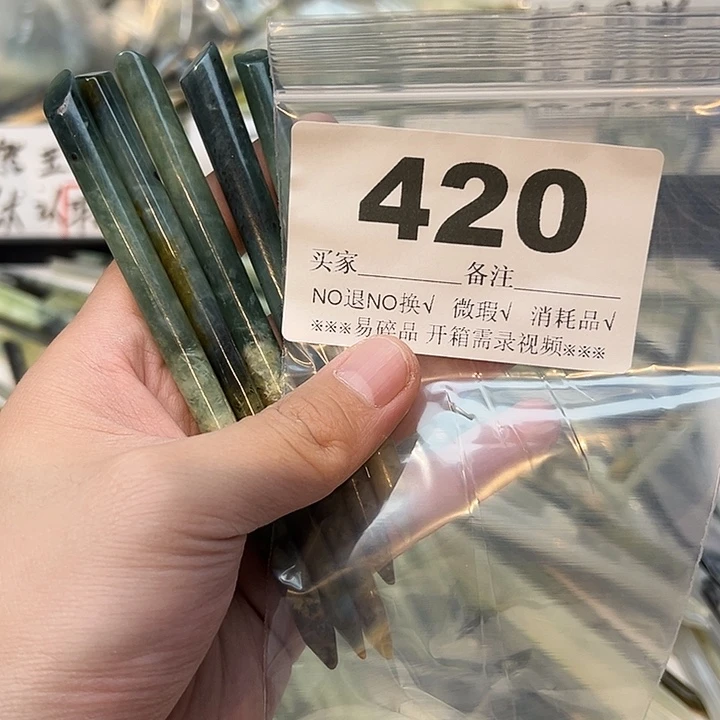 420
买家________备注________
NO退NO换√ 微瑕√ 消耗品√
※※※易碎品 开箱需录视频※※※